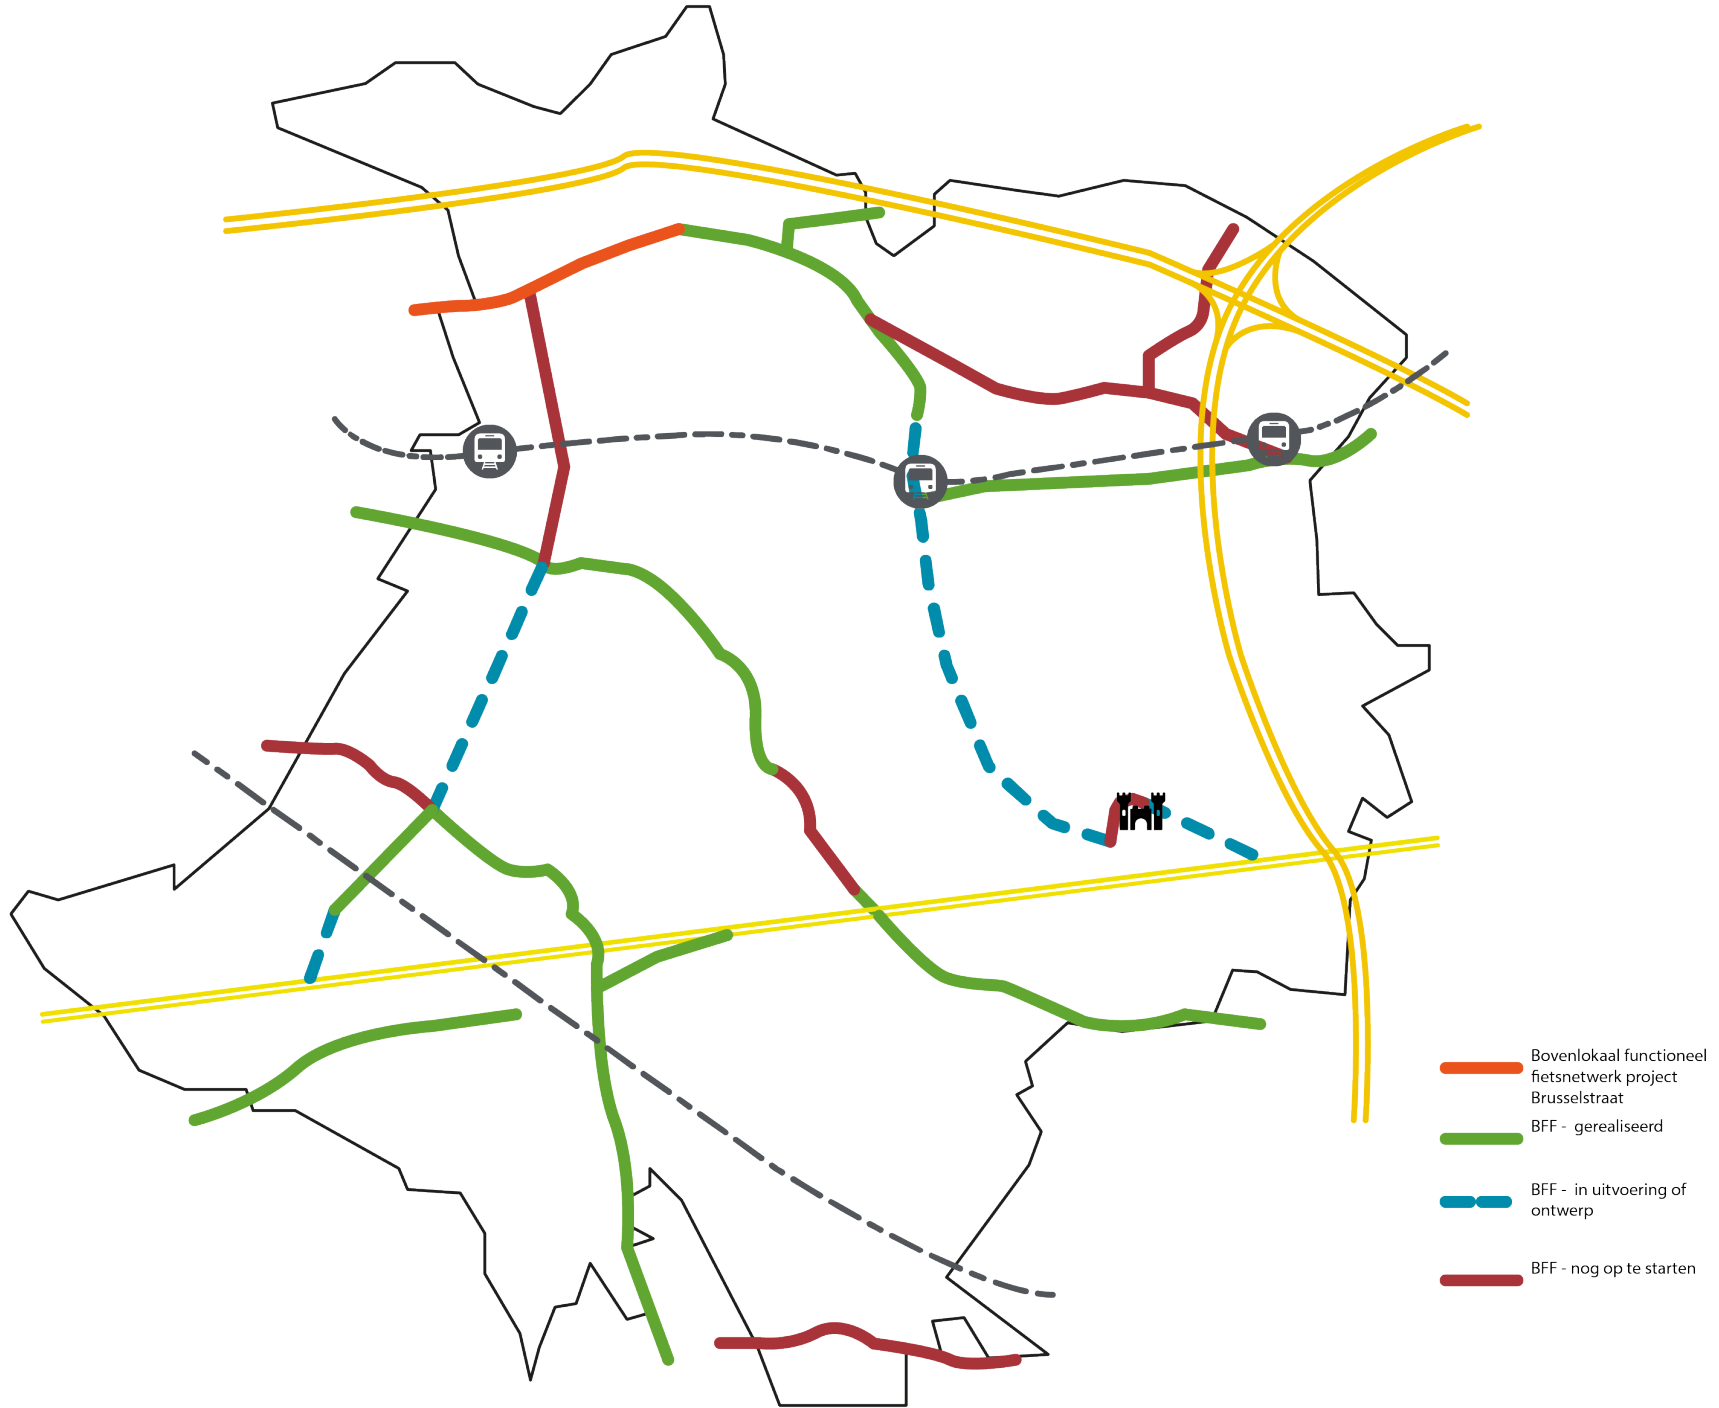 Bovenlokaal functioneel
fietsnetwerk project
Brusselstraat
BFF - gerealiseerd
BFF - in uitvoering of
ontwerp
BFF - nog op te starten